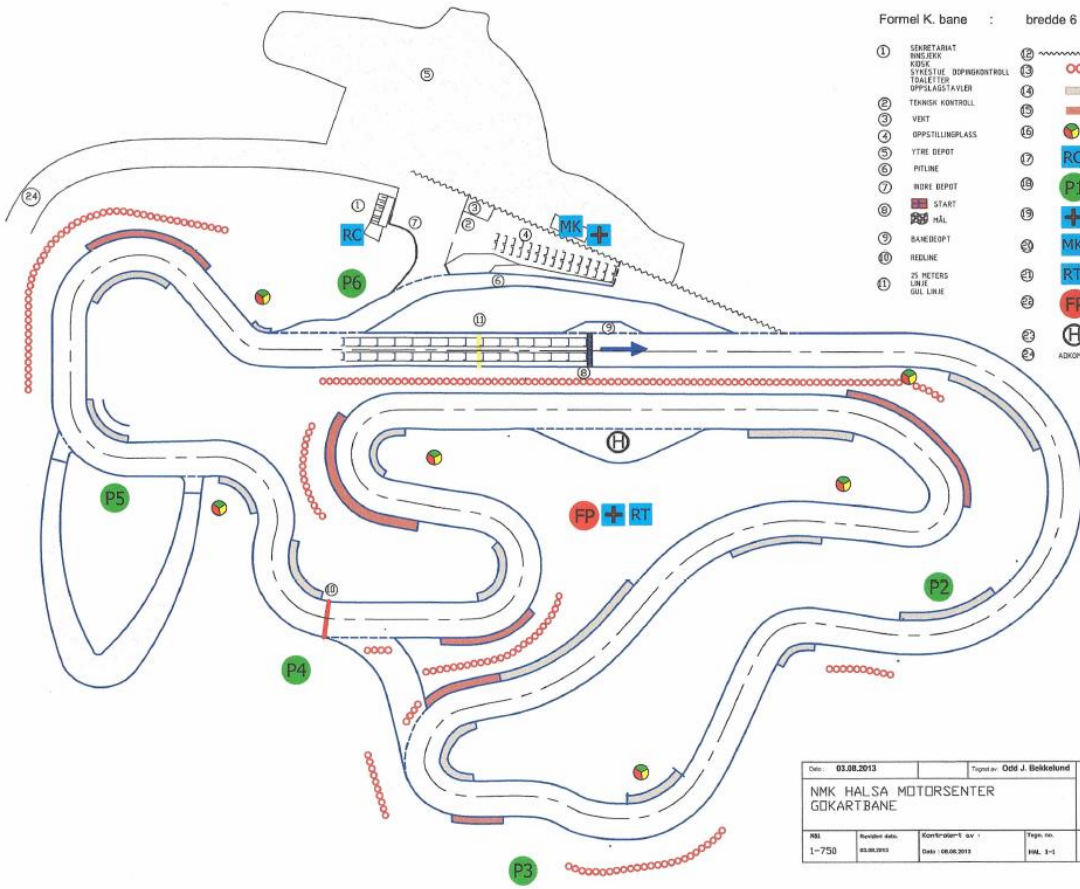 Formel K. bane : bredde 6
1 SEKRETARIAT
INNSJEKK
KIOSK
SYKESTUE DOPINGKONTROLL
TOALETTER
OPPSLAGSTAVLER
2 TEKNISK KONTROLL
3 VEKT
4 OPPSTILLINGPLASS
5 YTRE DEPOT
6 PITLINE
7 INDRE DEPOT
8 START
MÅL
9 BANEDEOPT
10 REDLINE
11 25 METERS
LINJE
GUL LINJE
12
13
14
15
16
17 RC
18 P1
19
20 MK
21 RT
22 FP
23 H
24 ADKOM
5
24
1
RC
7
3
2
4
MK
P6
6
11
9
8
H
P5
FP RT
10
P2
P4
P3
Dato: 03.08.2013 Tegnet av: Odd J. Bekkelund
NMK HALSA MOTORSENTER
GOKARTBANE
MÅL Revidert dato. Kontrolert av :
Tegn. no.
1-750 03.08.2013 Dato : 08.08.2013 HAL 1-1